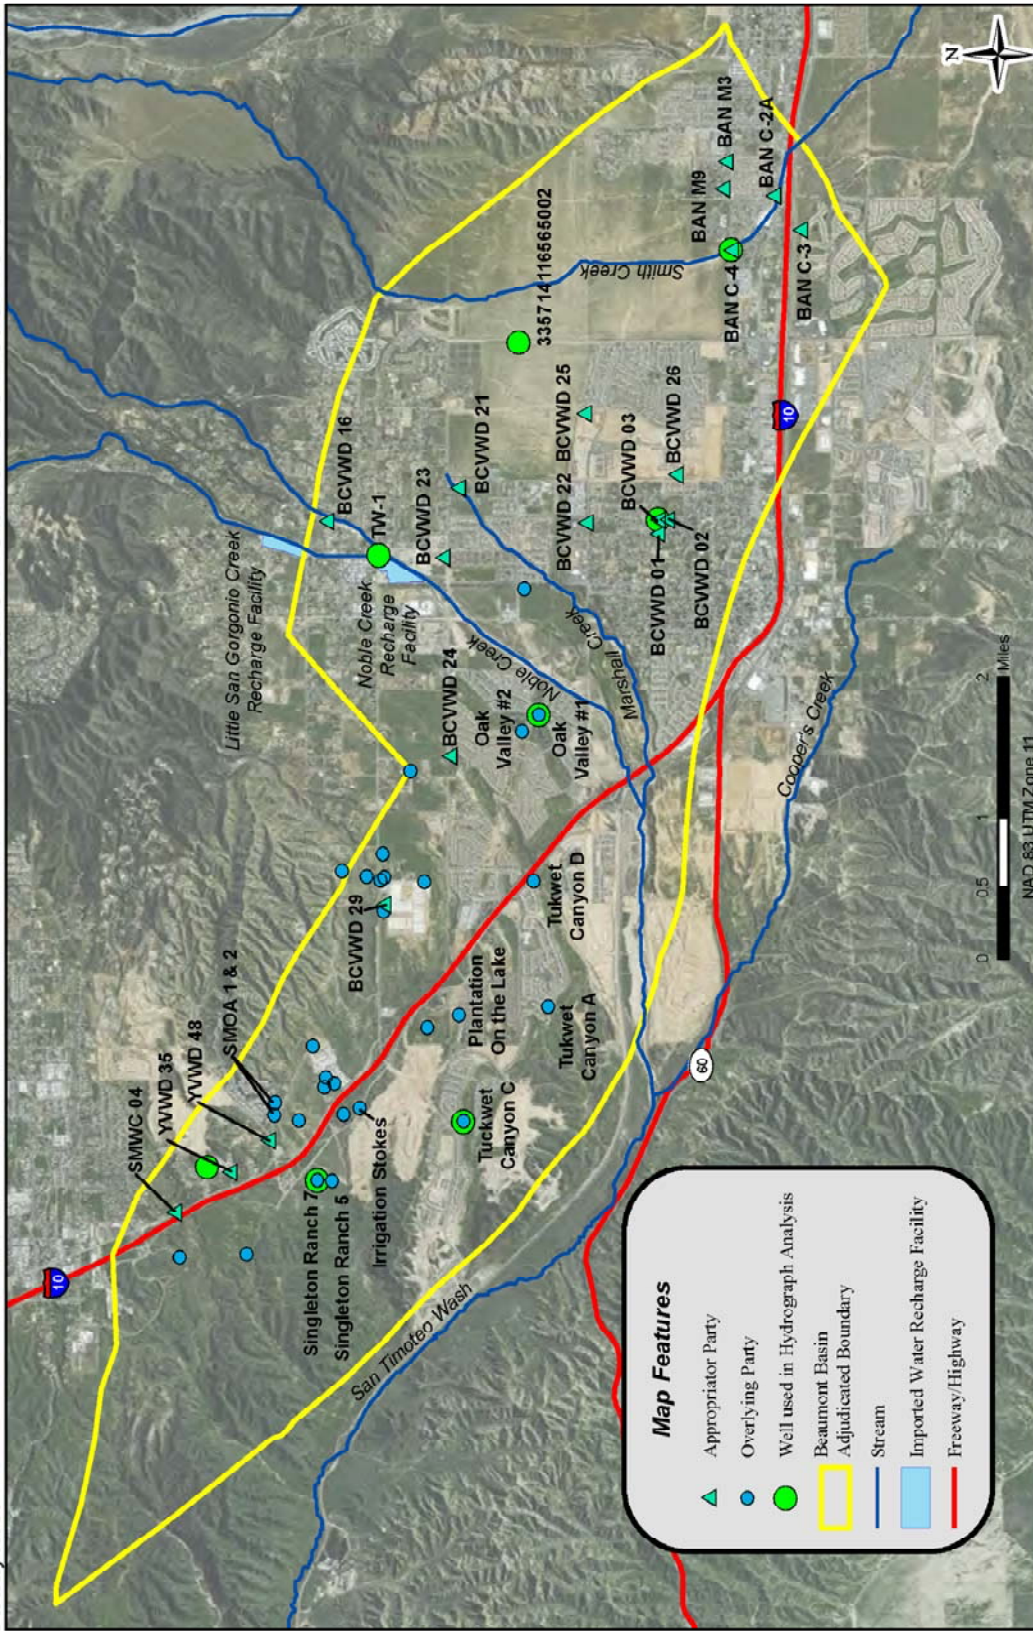 SMWC 04
YVWD 35
YVWD 48
SMOA 1 & 2
10
Singleton Ranch 7
Singleton Ranch 5
Irrigation Stokes
San Timoteo Wash
Tuckwet
Canyon C
Plantation
On the Lake
Tukwet
Canyon A
Tukwet
Canyon D
BCVWD 29
BCVWD 24
Oak
Valley #2
Oak
Valley #1
Little San Gorgonio Creek
Recharge Facility
Noble Creek
Recharge
Facility
TW-1
BCVWD 16
BCVWD 23
BCVWD 21
Noble Creek
Marshall
Creek
BCVWD 22
BCVWD 25
BCVWD 03
BCVWD 26
BCVWD 01
BCVWD 02
335714116565002
Smith Creek
BAN M9
BAN M3
BAN C-2A
BAN C-4
BAN C-3
10
60
Cooper's Creek
N
0 0.5 1 2
Miles
NAD 83 UTM Zone 11
Map Features
Appropriator Party
Overlying Party
Well used in Hydrograph Analysis
Beaumont Basin
Adjudicated Boundary
Stream
Imported Water Recharge Facility
Freeway/Highway